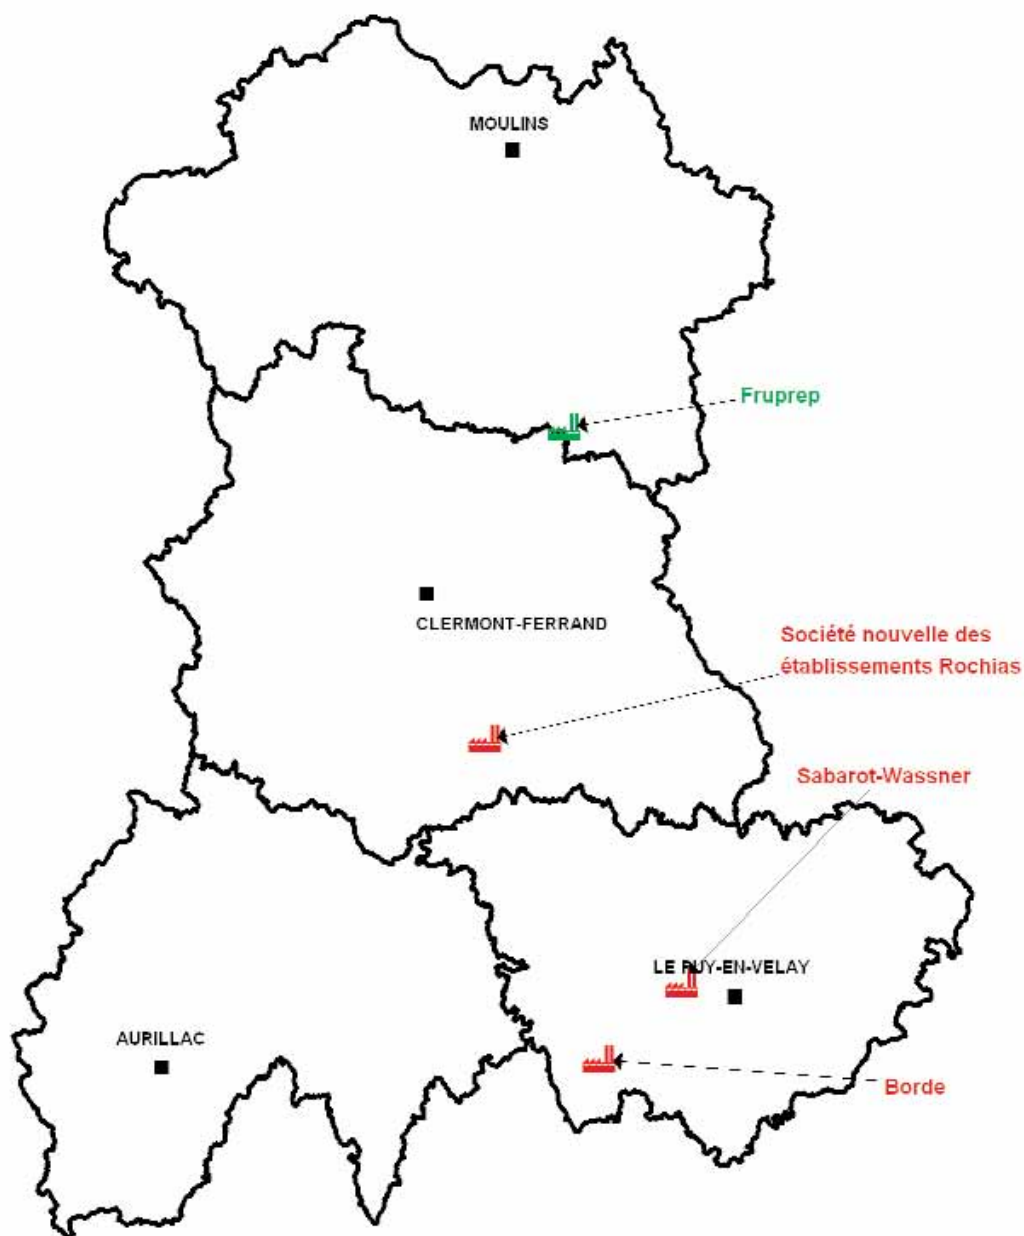 MOULINS
Fruprep
CLERMONT-FERRAND
Société nouvelle des
établissements Rochias
Sabarot-Wassner
LE PUY-EN-VELAY
AURILLAC
Borde